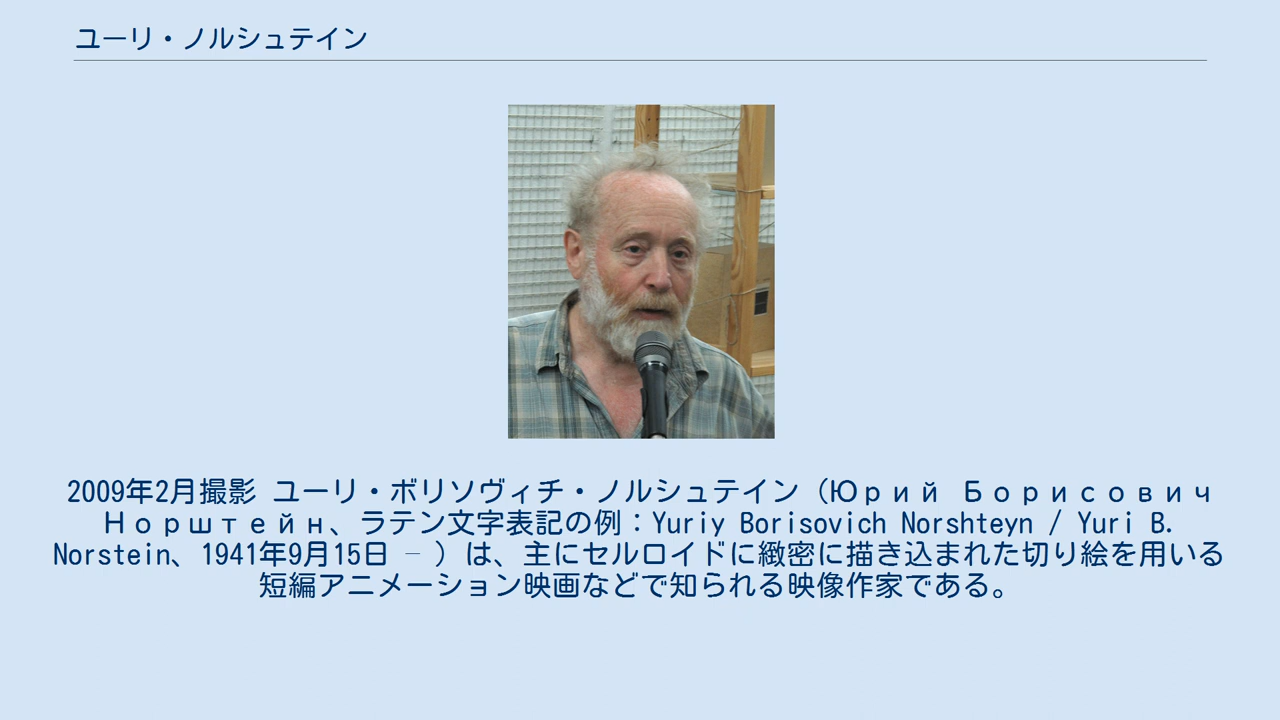 ユーリ・ノルシュテイン
2009年2月撮影 ユーリ・ボリソヴィチ・ノルシュテイン（Юрий Борисович
Норштейн、ラテン文字表記の例：Yuriy Borisovich Norshteyn / Yuri B.
Norstein、1941年9月15日 – ）は、主にセルロイドに緻密に描き込まれた切り絵を用いる
短編アニメーション映画などで知られる映像作家である。